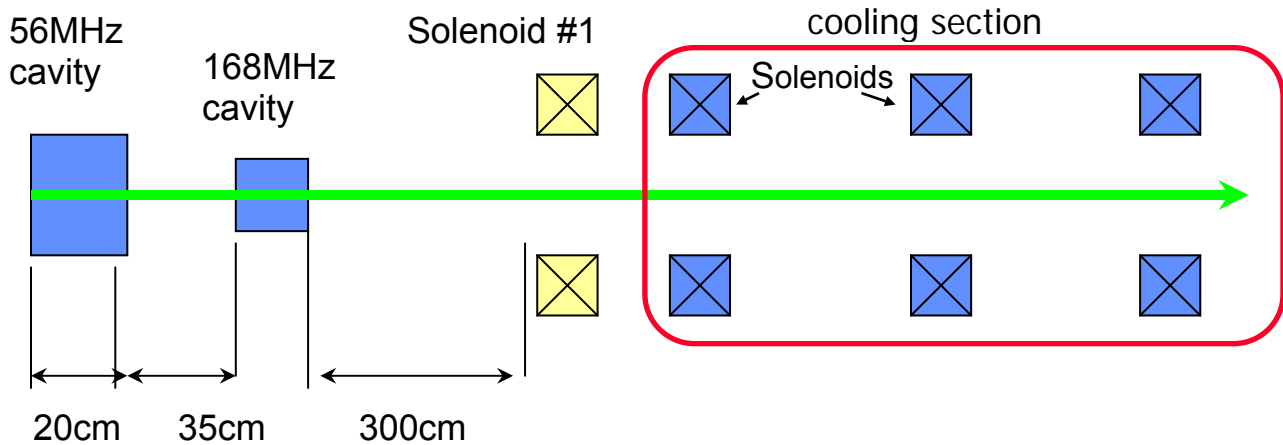 56MHz
cavity
168MHz
cavity
Solenoid #1
cooling section
Solenoids
20cm
35cm
300cm